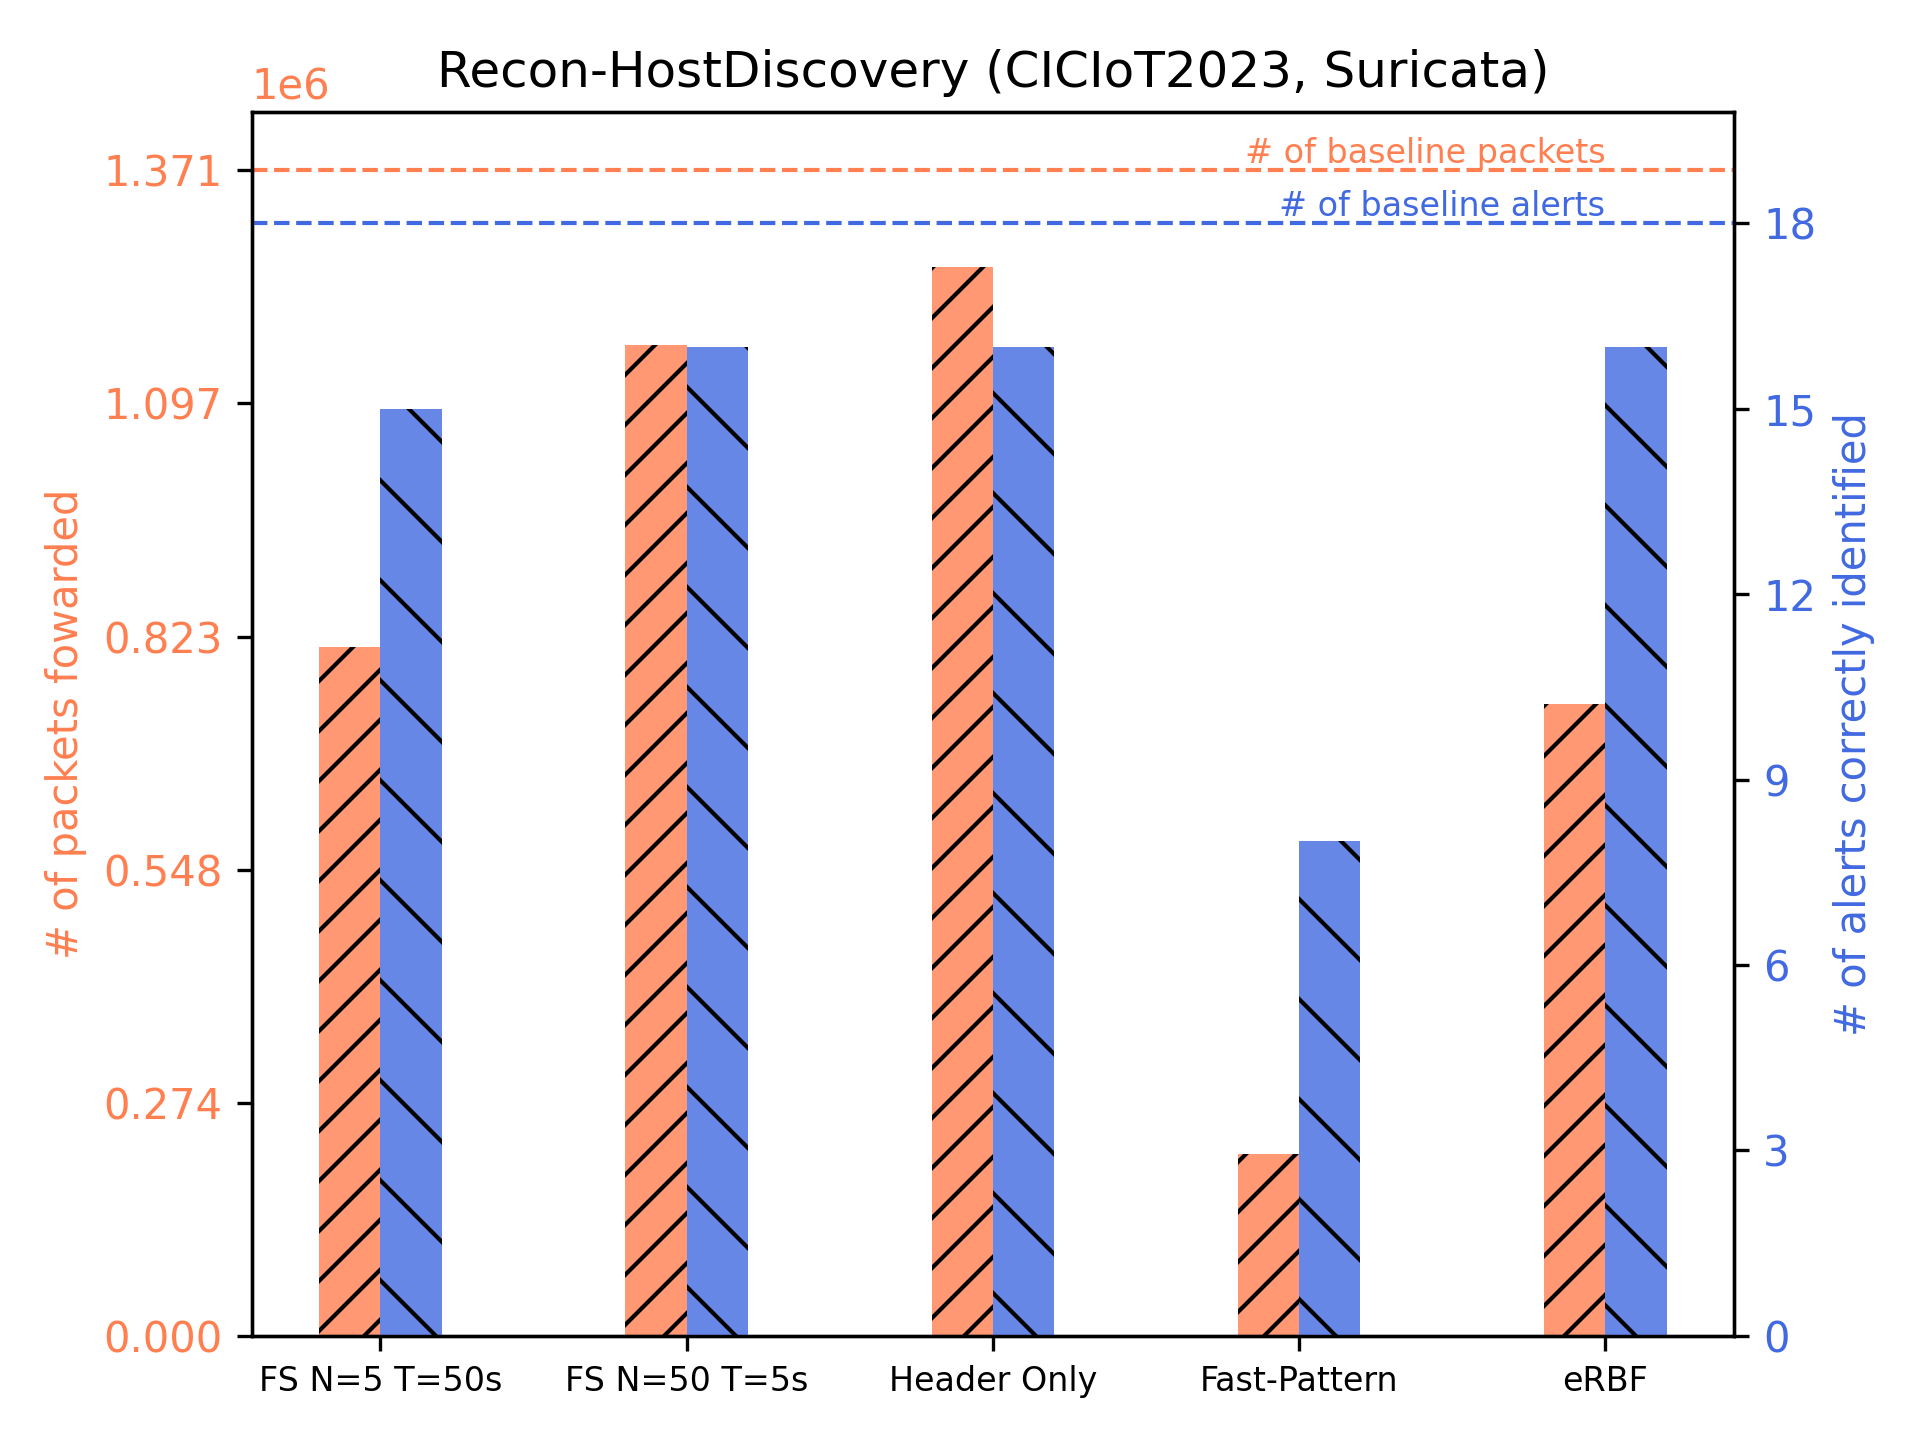 Recon-HostDiscovery (CICIoT2023, Suricata)
1e6
# of baseline packets
# of baseline alerts
1.371
1.097
0.823
0.548
0.274
0.000
# of packets fowarded
18
15
12
9
6
3
0
# of alerts correctly identified
FS N=5 T=50s
FS N=50 T=5s
Header Only
Fast-Pattern
eRBF